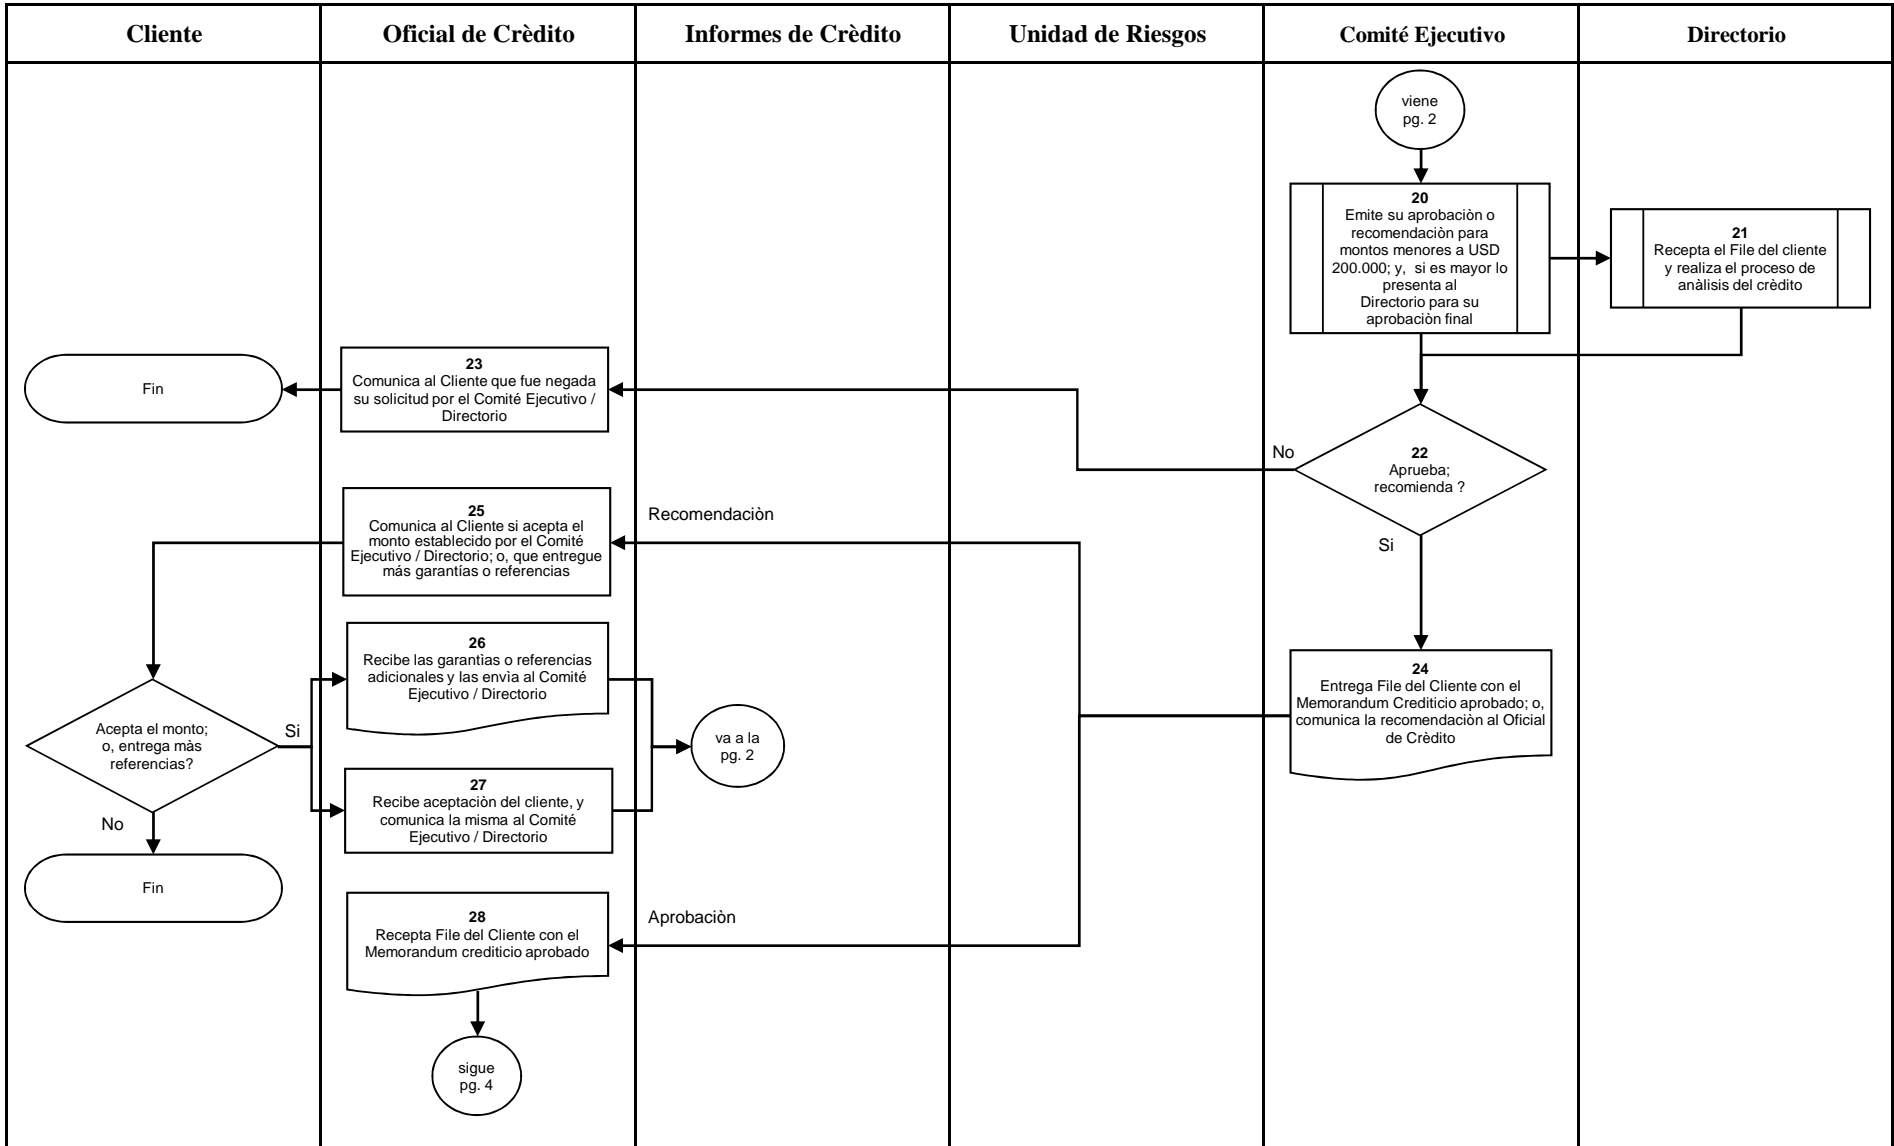 Cliente
Oficial de Crèdito
Informes de Crèdito
Unidad de Riesgos
Comité Ejecutivo
Directorio
viene
pg. 2
20
Emite su aprobaciòn o
recomendaciòn para
montos menores a USD
200.000; y, si es mayor lo
presenta al
Directorio para su
aprobaciòn final
21
Recepta el File del cliente
y realiza el proceso de
anàlisis del crèdito
22
Aprueba;
recomienda ?
No
Si
23
Comunica al Cliente que fue negada
su solicitud por el Comité Ejecutivo /
Directorio
Fin
24
Entrega File del Cliente con el
Memorandum Crediticio aprobado; o,
comunica la recomendaciòn al Oficial
de Crèdito
Recomendaciòn
25
Comunica al Cliente si acepta el
monto establecido por el Comité
Ejecutivo / Directorio; o, que entregue
más garantías o referencias
Acepta el monto;
o, entrega màs
referencias?
Si
No
Fin
26
Recibe las garantìas o referencias
adicionales y las envìa al Comité
Ejecutivo / Directorio
27
Recibe aceptaciòn del cliente, y
comunica la misma al Comité
Ejecutivo / Directorio
va a la
pg. 2
Aprobaciòn
28
Recepta File del Cliente con el
Memorandum crediticio aprobado
sigue
pg. 4